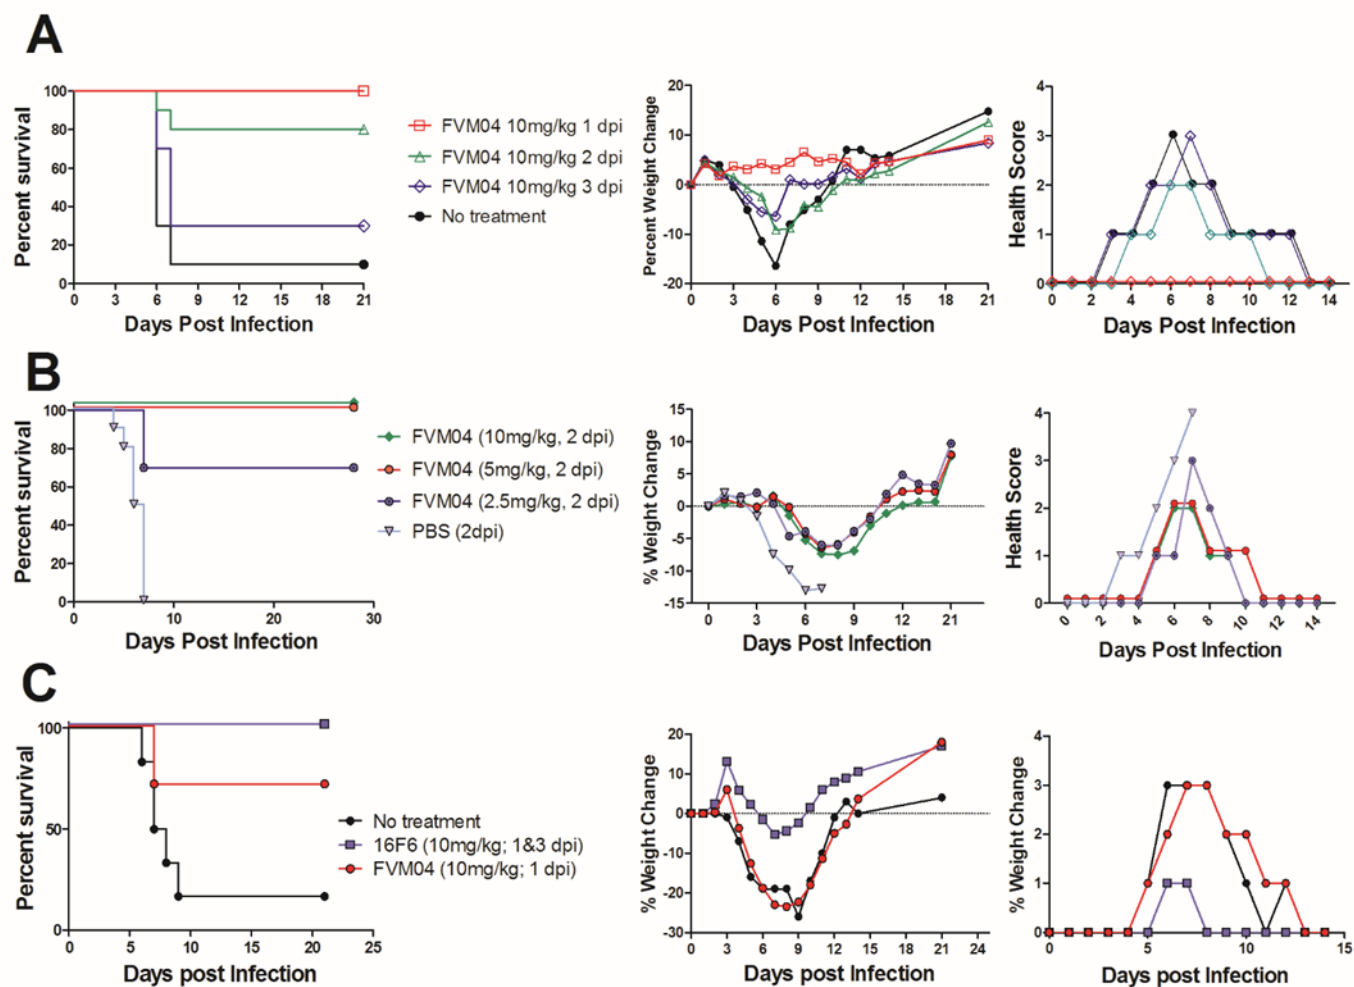 A
Percent survival
100
80
60
40
20
0
0 3 6 9 12 15 18 21
Days Post Infection
FVM04 10mg/kg 1 dpi
FVM04 10mg/kg 2 dpi
FVM04 10mg/kg 3 dpi
No treatment
Percent Weight Change
20
10
0
-10
-20
0 3 6 9 12 15 18 21
Days Post Infection
Health Score
4
3
2
1
0
0 2 4 6 8 10 12 14
Days Post Infection
B
Percent survival
100
80
60
40
20
0
0 10 20 30
Days Post Infection
FVM04 (10mg/kg, 2 dpi)
FVM04 (5mg/kg, 2 dpi)
FVM04 (2.5mg/kg, 2 dpi)
PBS (2dpi)
% Weight Change
15
10
5
0
-5
-10
-15
0 3 6 9 12 21
Days Post Infection
Health Score
4
3
2
1
0
0 2 4 6 8 10 12 14
Days Post Infection
C
Percent survival
100
50
0
0 5 10 15 20 25
Days post Infection
No treatment
16F6 (10mg/kg; 1&3 dpi)
FVM04 (10mg/kg; 1 dpi)
% Weight Change
20
10
0
-10
-20
-30
0 3 6 9 12 15 18 21 24
Days post Infection
% Weight Change
4
3
2
1
0
0 5 10 15
Days post Infection